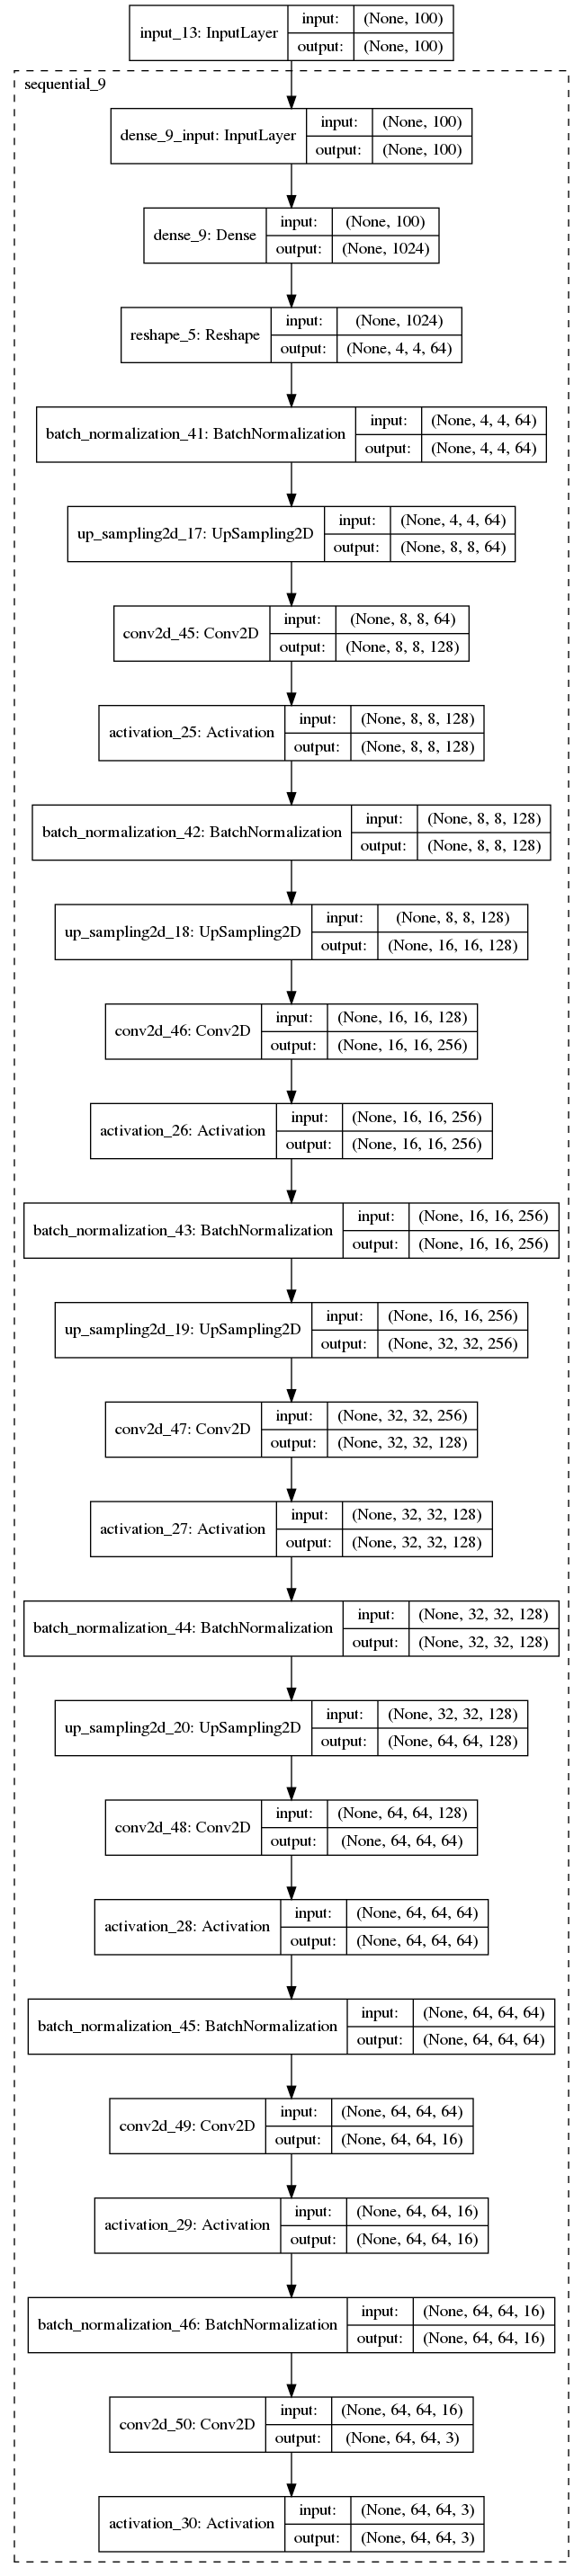 input_13: InputLayer
input: (None, 100)
output: (None, 100)
sequential_9
dense_9_input: InputLayer
input: (None, 100)
output: (None, 100)
dense_9: Dense
input: (None, 100)
output: (None, 1024)
reshape_5: Reshape
input: (None, 1024)
output: (None, 4, 4, 64)
batch_normalization_41: BatchNormalization
input: (None, 4, 4, 64)
output: (None, 4, 4, 64)
up_sampling2d_17: UpSampling2D
input: (None, 4, 4, 64)
output: (None, 8, 8, 64)
conv2d_45: Conv2D
input: (None, 8, 8, 64)
output: (None, 8, 8, 128)
activation_25: Activation
input: (None, 8, 8, 128)
output: (None, 8, 8, 128)
batch_normalization_42: BatchNormalization
input: (None, 8, 8, 128)
output: (None, 8, 8, 128)
up_sampling2d_18: UpSampling2D
input: (None, 8, 8, 128)
output: (None, 16, 16, 128)
conv2d_46: Conv2D
input: (None, 16, 16, 128)
output: (None, 16, 16, 256)
activation_26: Activation
input: (None, 16, 16, 256)
output: (None, 16, 16, 256)
batch_normalization_43: BatchNormalization
input: (None, 16, 16, 256)
output: (None, 16, 16, 256)
up_sampling2d_19: UpSampling2D
input: (None, 16, 16, 256)
output: (None, 32, 32, 256)
conv2d_47: Conv2D
input: (None, 32, 32, 256)
output: (None, 32, 32, 128)
activation_27: Activation
input: (None, 32, 32, 128)
output: (None, 32, 32, 128)
batch_normalization_44: BatchNormalization
input: (None, 32, 32, 128)
output: (None, 32, 32, 128)
up_sampling2d_20: UpSampling2D
input: (None, 32, 32, 128)
output: (None, 64, 64, 128)
conv2d_48: Conv2D
input: (None, 64, 64, 128)
output: (None, 64, 64, 64)
activation_28: Activation
input: (None, 64, 64, 64)
output: (None, 64, 64, 64)
batch_normalization_45: BatchNormalization
input: (None, 64, 64, 64)
output: (None, 64, 64, 64)
conv2d_49: Conv2D
input: (None, 64, 64, 64)
output: (None, 64, 64, 16)
activation_29: Activation
input: (None, 64, 64, 16)
output: (None, 64, 64, 16)
batch_normalization_46: BatchNormalization
input: (None, 64, 64, 16)
output: (None, 64, 64, 16)
conv2d_50: Conv2D
input: (None, 64, 64, 16)
output: (None, 64, 64, 3)
activation_30: Activation
input: (None, 64, 64, 3)
output: (None, 64, 64, 3)